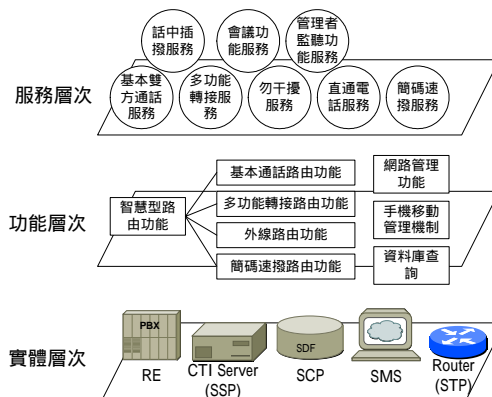 話中插
撥服務
會議功
能服務
管理者
監聽功
能服務
服務層次
基本雙
方通話
服務
多功能
轉接服
務
勿干擾
服務
直通電
話服務
簡碼速
撥服務
功能層次
智慧型路
由功能
基本通話路由功能
多功能轉接路由功能
外線路由功能
簡碼速撥路由功能
網路管理
功能
手機移動
管理機制
資料庫查
詢
實體層次
PBX
RE
CTI Server
(SSP)
SDF
SCP
SMS
Router
(STP)